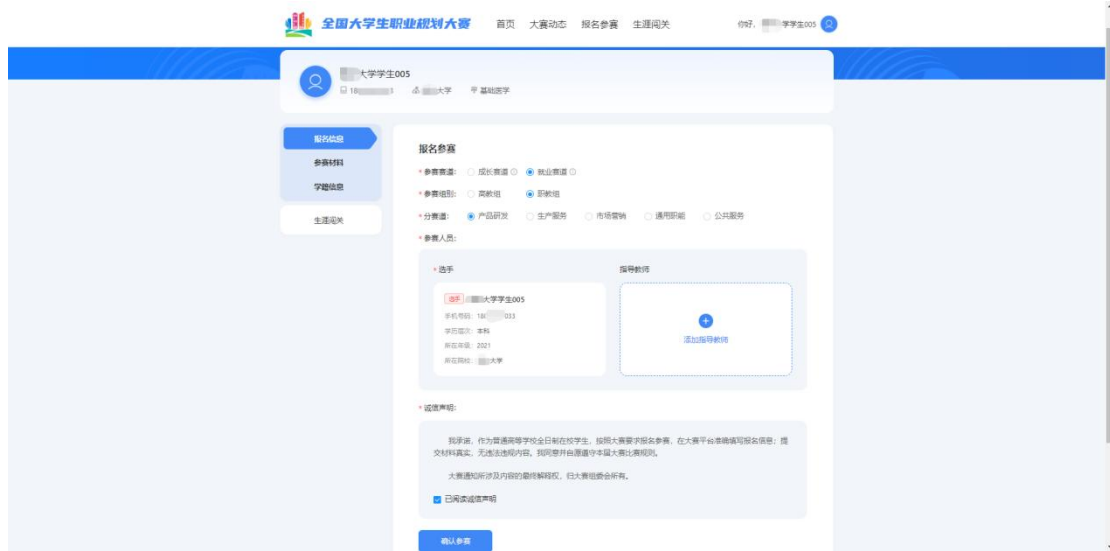 全国大学生职业规划大赛
首页 大赛动态 报名参赛 生涯闯关
你好, 学学生005
大学学生005
18 3 大学 基础医学
报名信息
参赛材料
学籍信息
生涯闯关
报名参赛
* 参赛赛道: 成长赛道 就业赛道
* 参赛组别: 高教组 职教组
* 分赛道: 产品研发 生产服务 市场营销 通用职能 公共服务
* 参赛人员:
* 选手 指导教师
选手 大学学生005
手机号码: 180 033
学历层次: 本科
所在年级: 2021
所在院校: 大学
添加指导教师
* 诚信声明:
我承诺,作为普通高等学校全日制在校学生,按照大赛要求报名参赛,在大赛平台准确填写报名信息;提
交材料真实,无违法违规内容。我同意并自愿遵守本届大赛比赛规则。
大赛通知所涉及内容的最终解释权,归大赛组委会所有。
已阅读诚信声明
确认参赛